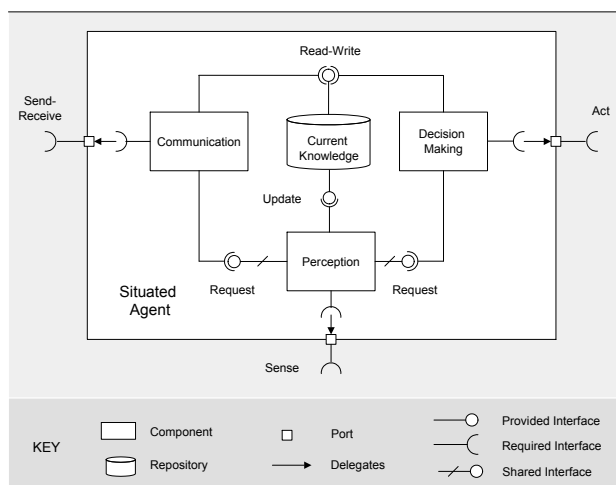 Read-Write
Send-
Receive
Act
Communication
Current
Knowledge
Decision
Making
Update
Perception
Request
Request
Situated
Agent
Sense
KEY
Component
Port
Provided Interface
Required Interface
Repository
Delegates
Shared Interface